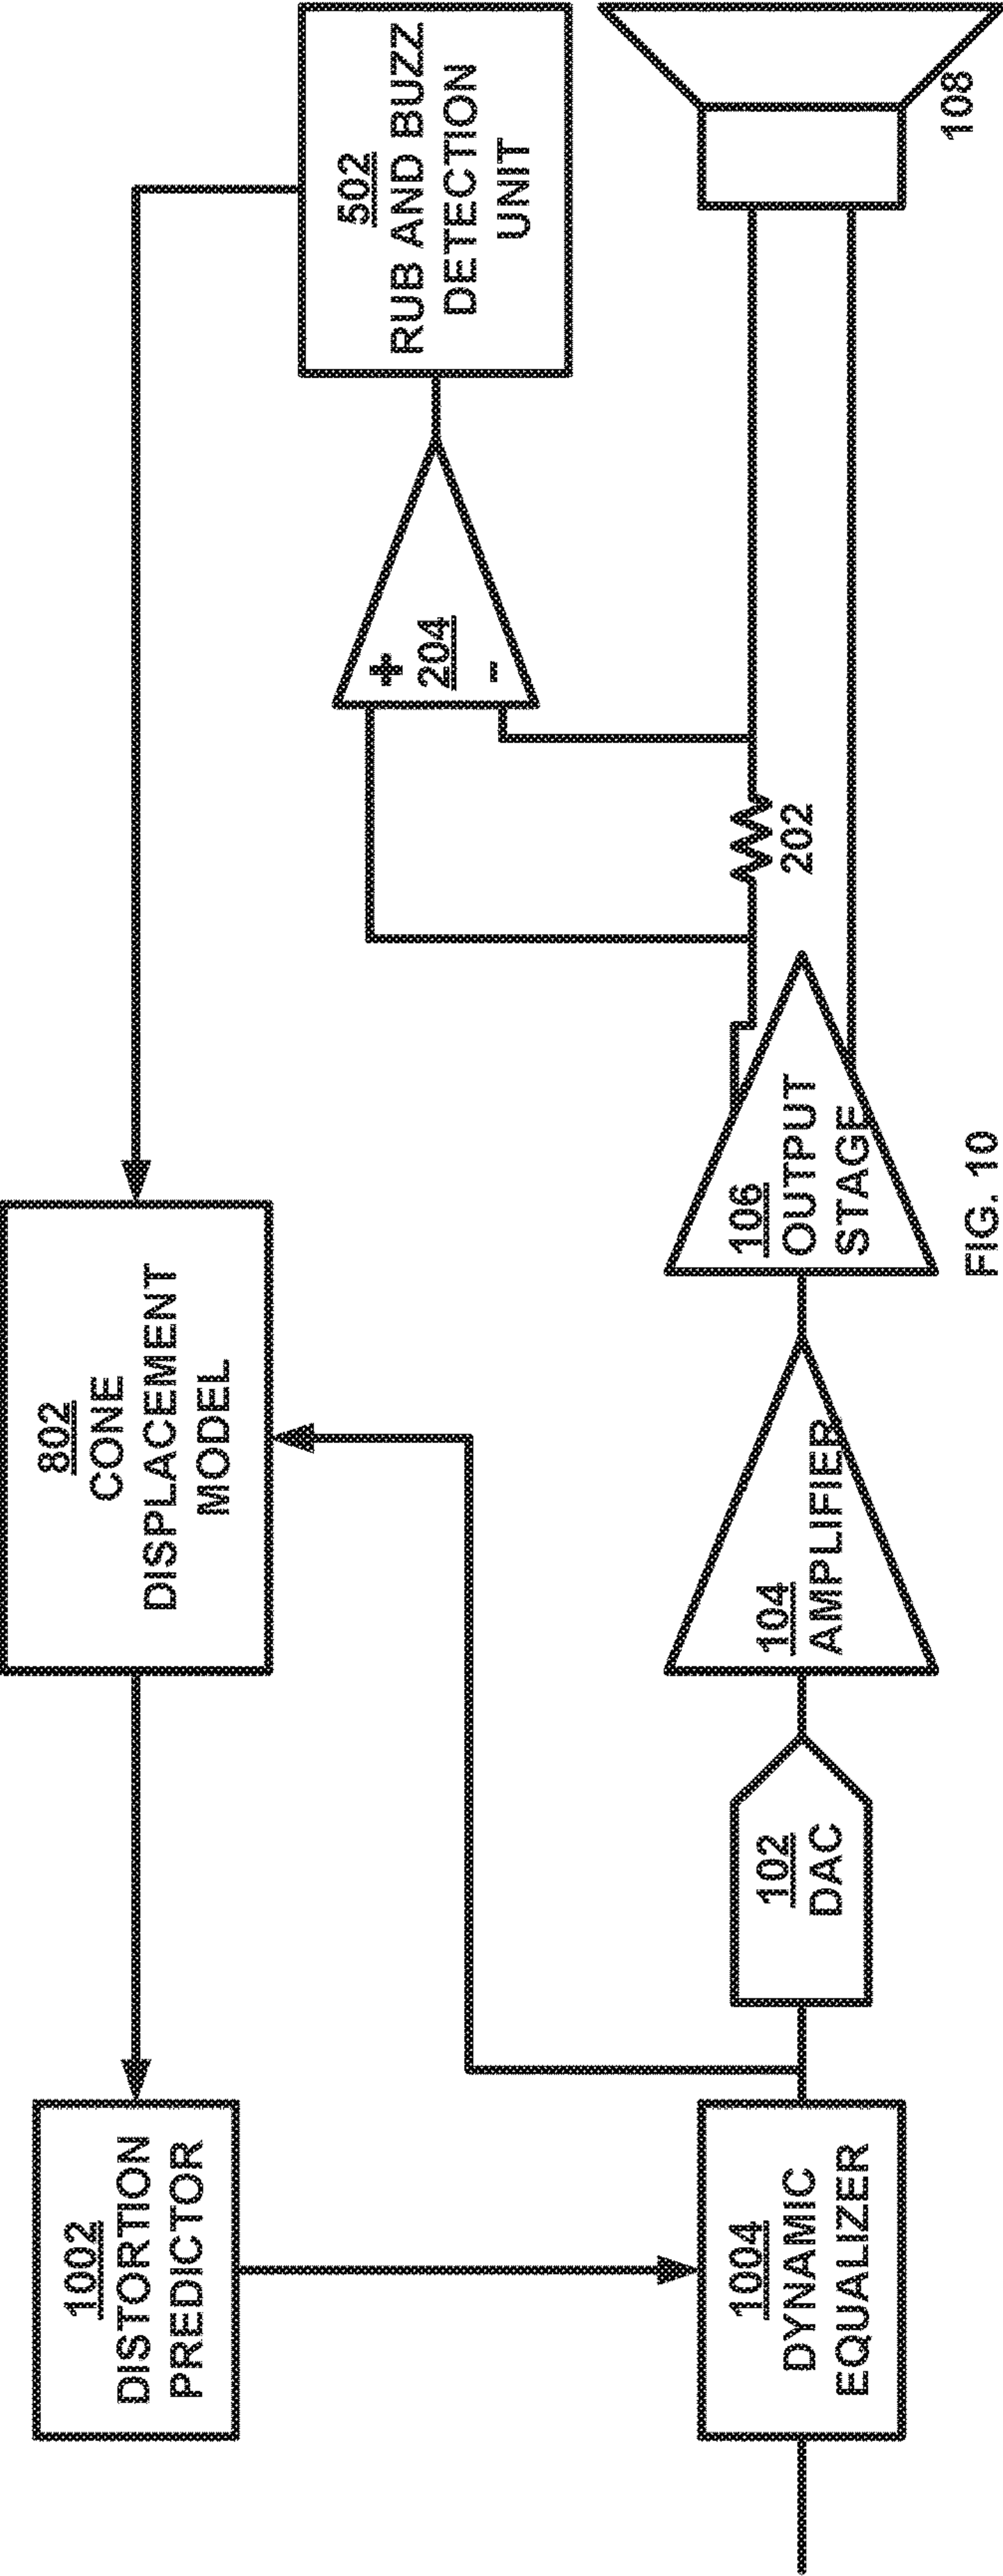 1002
DISTORTION
PREDICTOR
802
CONE
DISPLACEMENT
MODEL
502
RUB AND BUZZ
DETECTION
UNIT
+
204
-
202
1004
DYNAMIC
EQUALIZER
102
DAC
104
AMPLIFIER
106
OUTPUT
STAGE
108
FIG. 10